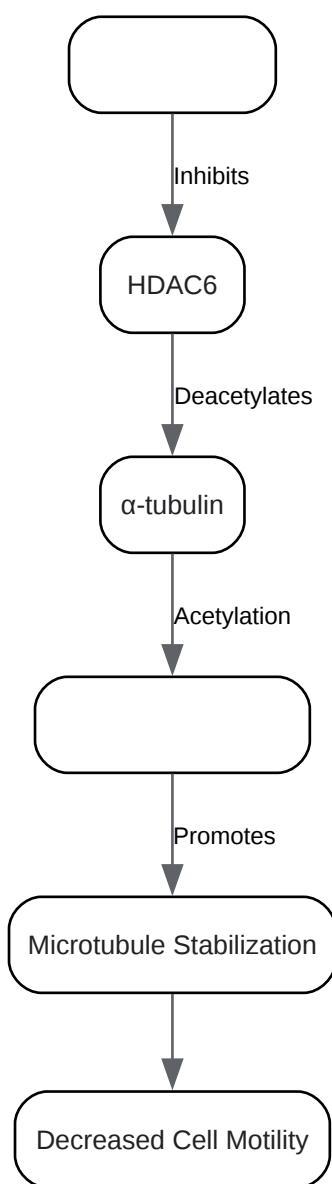 Inhibits
HDAC6
Deacetylates
α-tubulin
Acetylation
Promotes
Microtubule Stabilization
Decreased Cell Motility